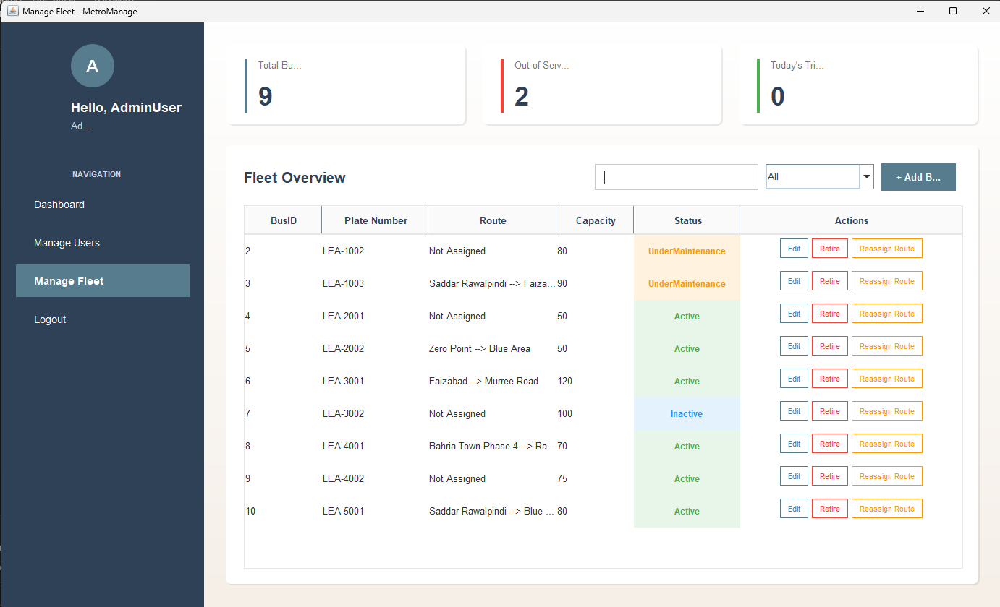 Manage Fleet - MetroManage
A
Hello, AdminUser
Ad...
NAVIGATION
Dashboard
Manage Users
Manage Fleet
Logout
Total Bu...
9
Out of Serv...
2
Today's Tri...
0
Fleet Overview
All
+ Add B...
BusID Plate Number Route Capacity Status Actions
2 LEA-1002 Not Assigned 80 UnderMaintenance Edit Retire Reassign Route
3 LEA-1003 Saddar Rawalpindi --> Faiza... 90 UnderMaintenance Edit Retire Reassign Route
4 LEA-2001 Not Assigned 50 Active Edit Retire Reassign Route
5 LEA-2002 Zero Point --> Blue Area 50 Active Edit Retire Reassign Route
6 LEA-3001 Faizabad --> Murree Road 120 Active Edit Retire Reassign Route
7 LEA-3002 Not Assigned 100 Inactive Edit Retire Reassign Route
8 LEA-4001 Bahria Town Phase 4 --> Ra... 70 Active Edit Retire Reassign Route
9 LEA-4002 Not Assigned 75 Active Edit Retire Reassign Route
10 LEA-5001 Saddar Rawalpindi --> Blue ... 80 Active Edit Retire Reassign Route